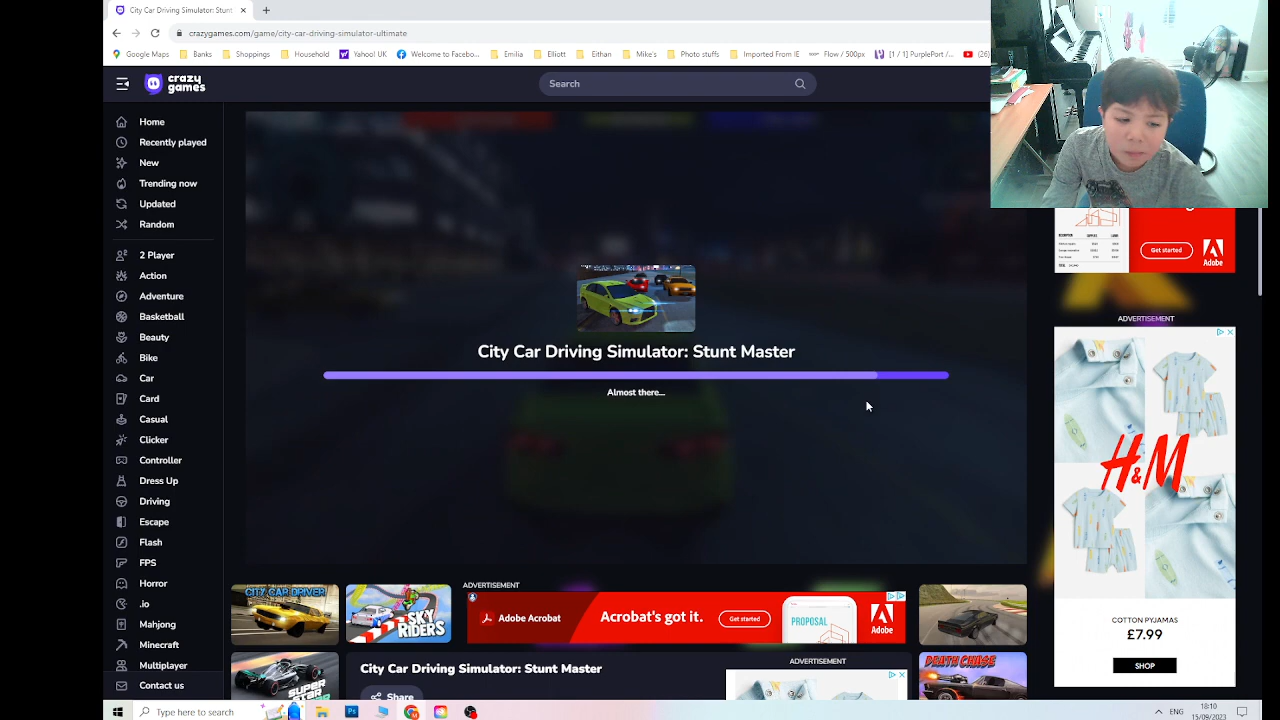 City Car Driving Simulator: Stunt
crazygames.com/game/city-car-driving-simulator-ultimate
Google Maps Banks Shoppings Household Yahoo! UK Welcome to Facebo... Emilia Elliott Eithan Mike's Photo stuffs Imported From IE Flow / 500px [1 / 1] PurplePort /... (26)
crazy
games
Search
Home
Recently played
New
Trending now
Updated
Random
2 Player
Action
Adventure
Basketball
Beauty
Bike
Car
Card
Casual
Clicker
Controller
Dress Up
Driving
Escape
Flash
FPS
Horror
.io
Mahjong
Minecraft
Multiplayer
Contact us
City Car Driving Simulator: Stunt Master
Almost there...
Get started
Adobe
ADVERTISEMENT
H&M
COTTON PYJAMAS
£7.99
SHOP
ADVERTISEMENT
CITY CAR DRIVER
SKY
RIDERS
Adobe Acrobat
Acrobat's got it.
Get started
PROPOSAL
Adobe
City Car Driving Simulator: Stunt Master
Share
ADVERTISEMENT
DEATH CHASE
Type here to search
ENG
18:10
15/09/2023